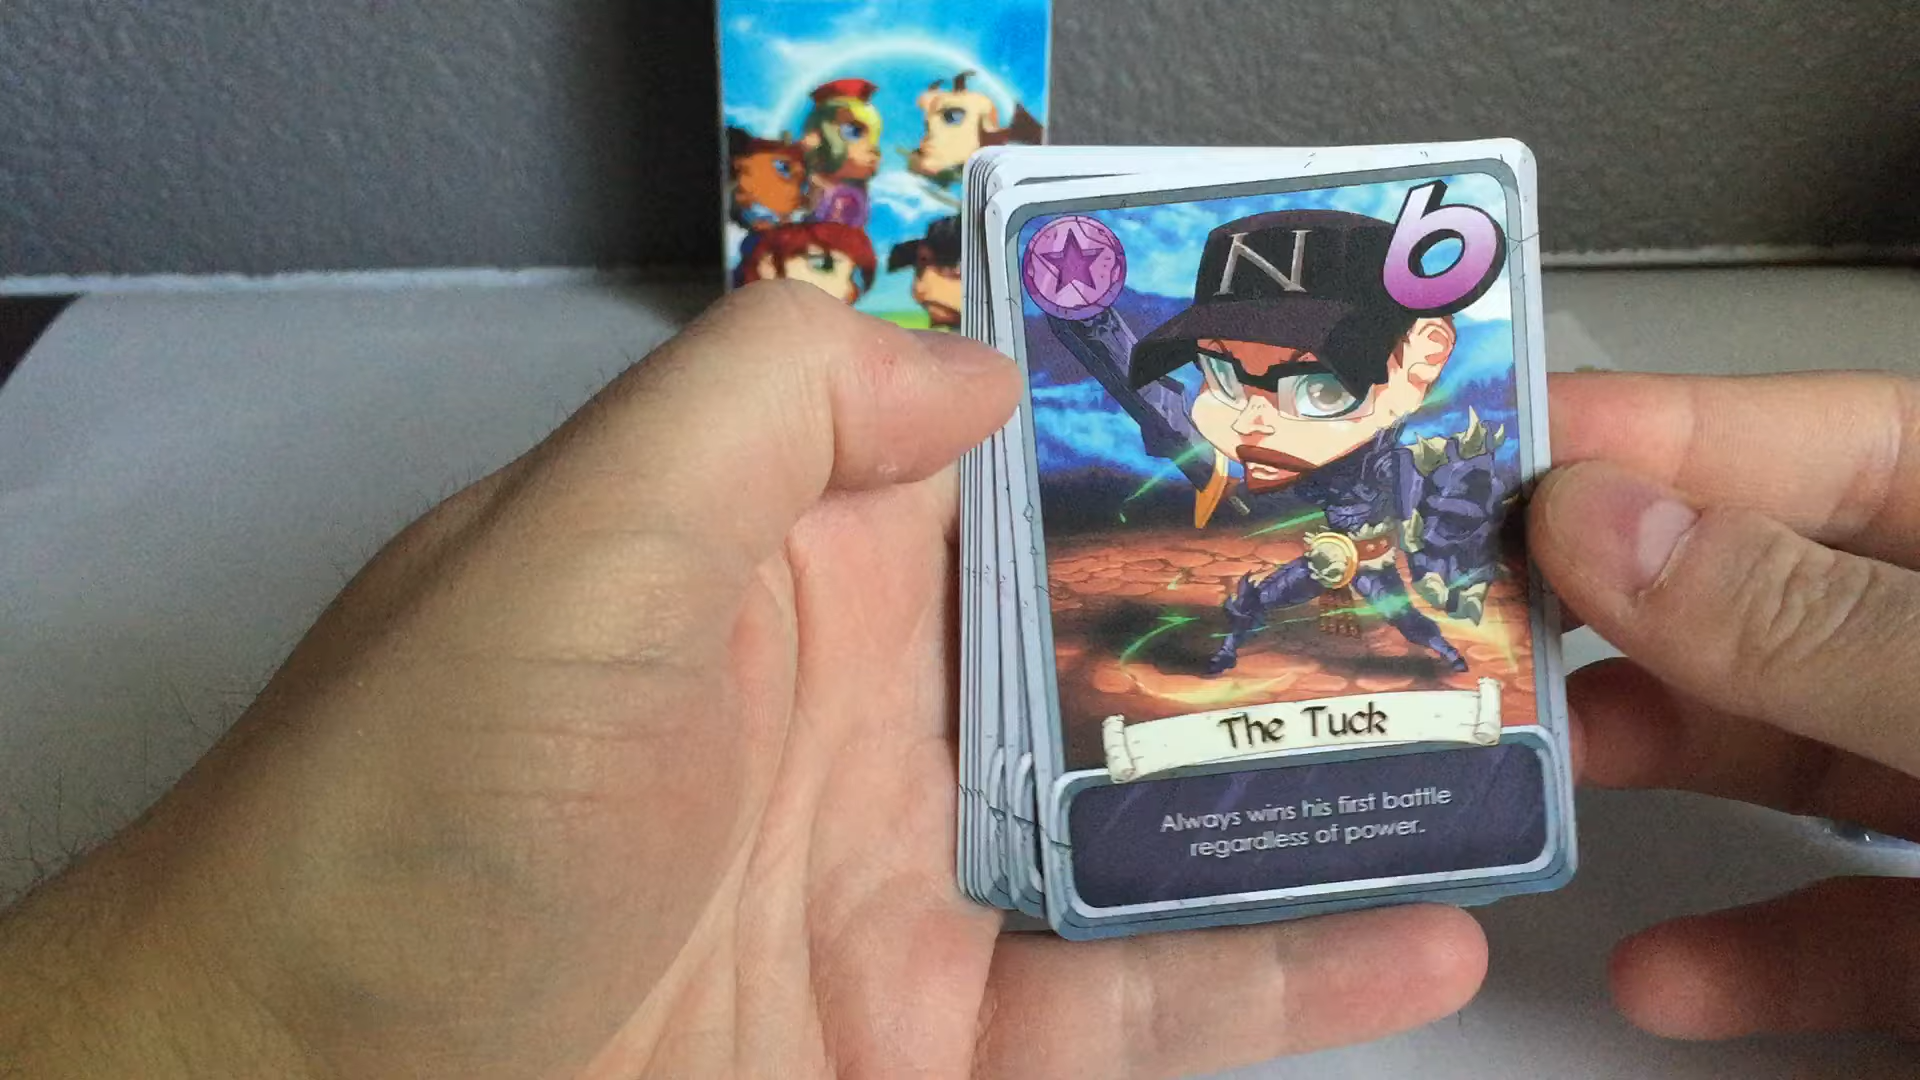 N
6
The Tuck
Always wins his first battle
regardless of power.